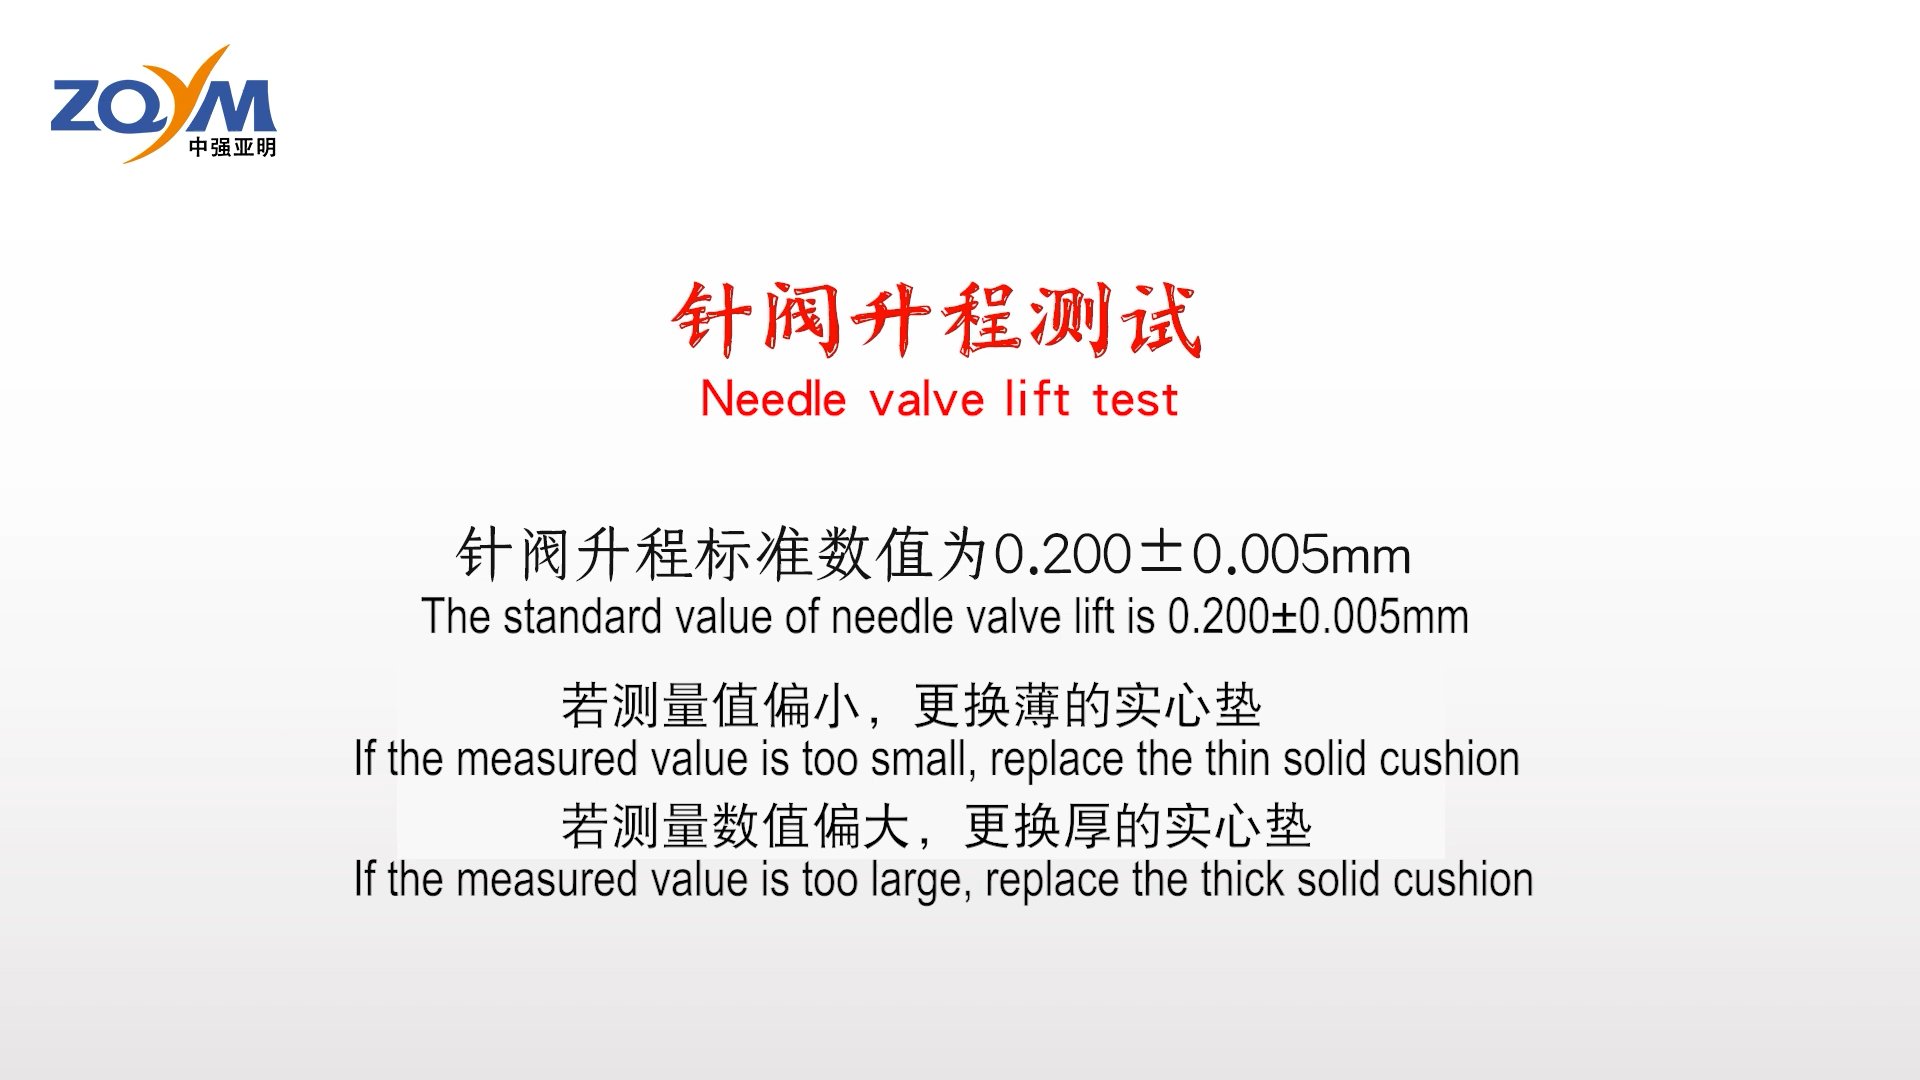 ZQYM
中强亚明
针阀升程测试
Needle valve lift test
针阀升程标准数值为0.200±0.005mm
The standard value of needle valve lift is 0.200±0.005mm
若测量值偏小，更换薄的实心垫
If the measured value is too small, replace the thin solid cushion
若测量数值偏大，更换厚的实心垫
If the measured value is too large, replace the thick solid cushion